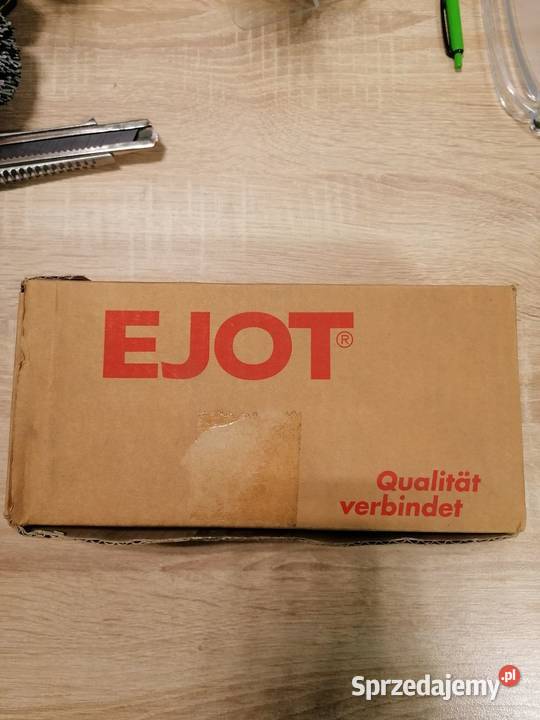 EJOT®
Qualität
verbindet
Sprzedajemy.pl